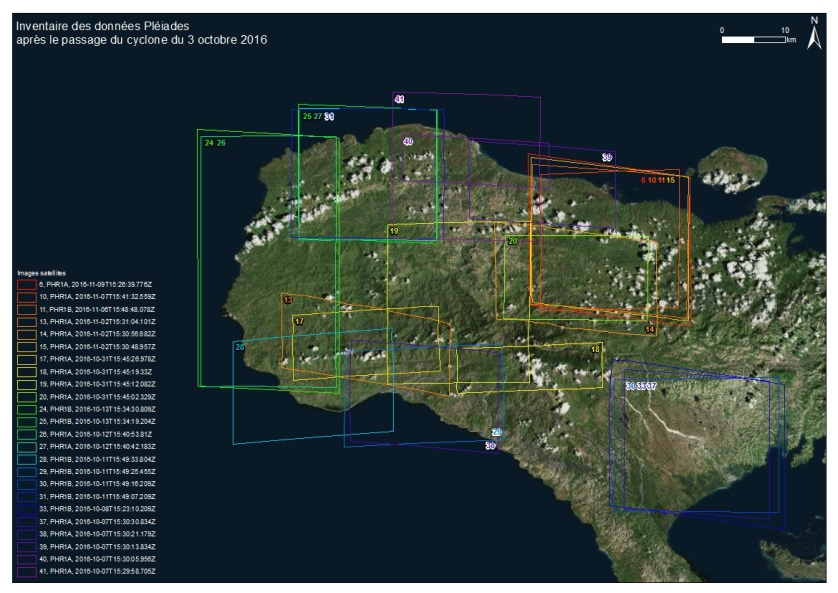 Inventaire des données Pléiades
après le passage du cyclone du 3 octobre 2016
0 10
km
N
41
25 27 31
24 26
40
39
6 10 11 15
19
20
13
17
14
28
18
30 33 37
29
38
Images satellites
6, PHR1A, 2016-11-09T15:26:39.776Z
10, PHR1A, 2016-11-07T15:41:32.559Z
11, PHR1B, 2016-11-06T15:48:48.078Z
13, PHR1A, 2016-11-02T15:31:04.101Z
14, PHR1A, 2016-11-02T15:30:56.682Z
15, PHR1A, 2016-11-02T15:30:48.957Z
17, PHR1A, 2016-10-31T15:45:26.978Z
18, PHR1A, 2016-10-31T15:45:19.33Z
19, PHR1A, 2016-10-31T15:45:12.082Z
20, PHR1A, 2016-10-31T15:45:02.329Z
24, PHR1B, 2016-10-13T15:34:30.809Z
25, PHR1B, 2016-10-13T15:34:19.204Z
26, PHR1A, 2016-10-12T15:40:53.81Z
27, PHR1A, 2016-10-12T15:40:42.183Z
28, PHR1B, 2016-10-11T15:49:33.804Z
29, PHR1B, 2016-10-11T15:49:25.455Z
30, PHR1B, 2016-10-11T15:49:16.209Z
31, PHR1B, 2016-10-11T15:49:07.209Z
33, PHR1B, 2016-10-08T15:23:10.209Z
37, PHR1A, 2016-10-07T15:30:30.834Z
38, PHR1A, 2016-10-07T15:30:21.179Z
39, PHR1A, 2016-10-07T15:30:13.834Z
40, PHR1A, 2016-10-07T15:30:05.956Z
41, PHR1A, 2016-10-07T15:29:58.706Z